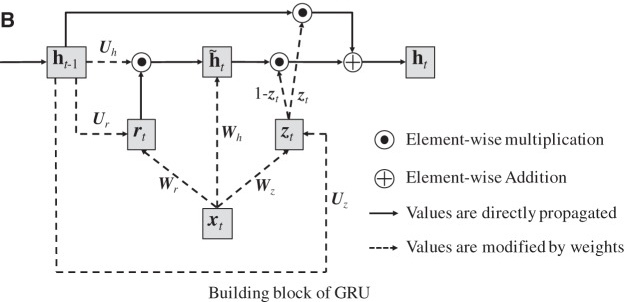 B
h_{t-1}
U_h
h̃_t
h_t
1-z_t
z_t
U_r
r_t
W_h
z_t
Element-wise multiplication
W_r
W_z
U_z
Element-wise Addition
x_t
Values are directly propagated
Values are modified by weights
Building block of GRU